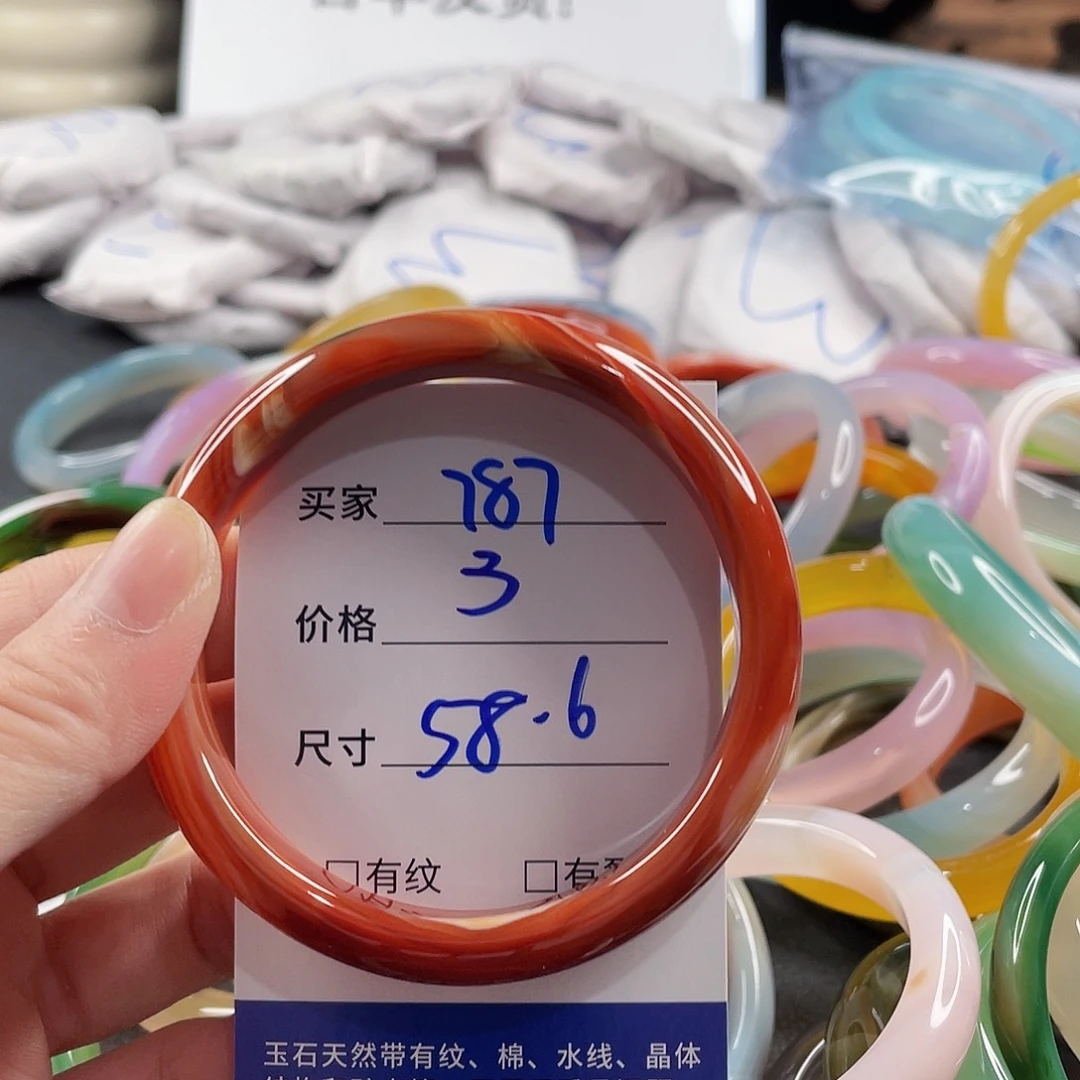 买家 787
价格 3
尺寸 58.6
□有纹 □有
玉石天然带有纹、棉、水线、晶体